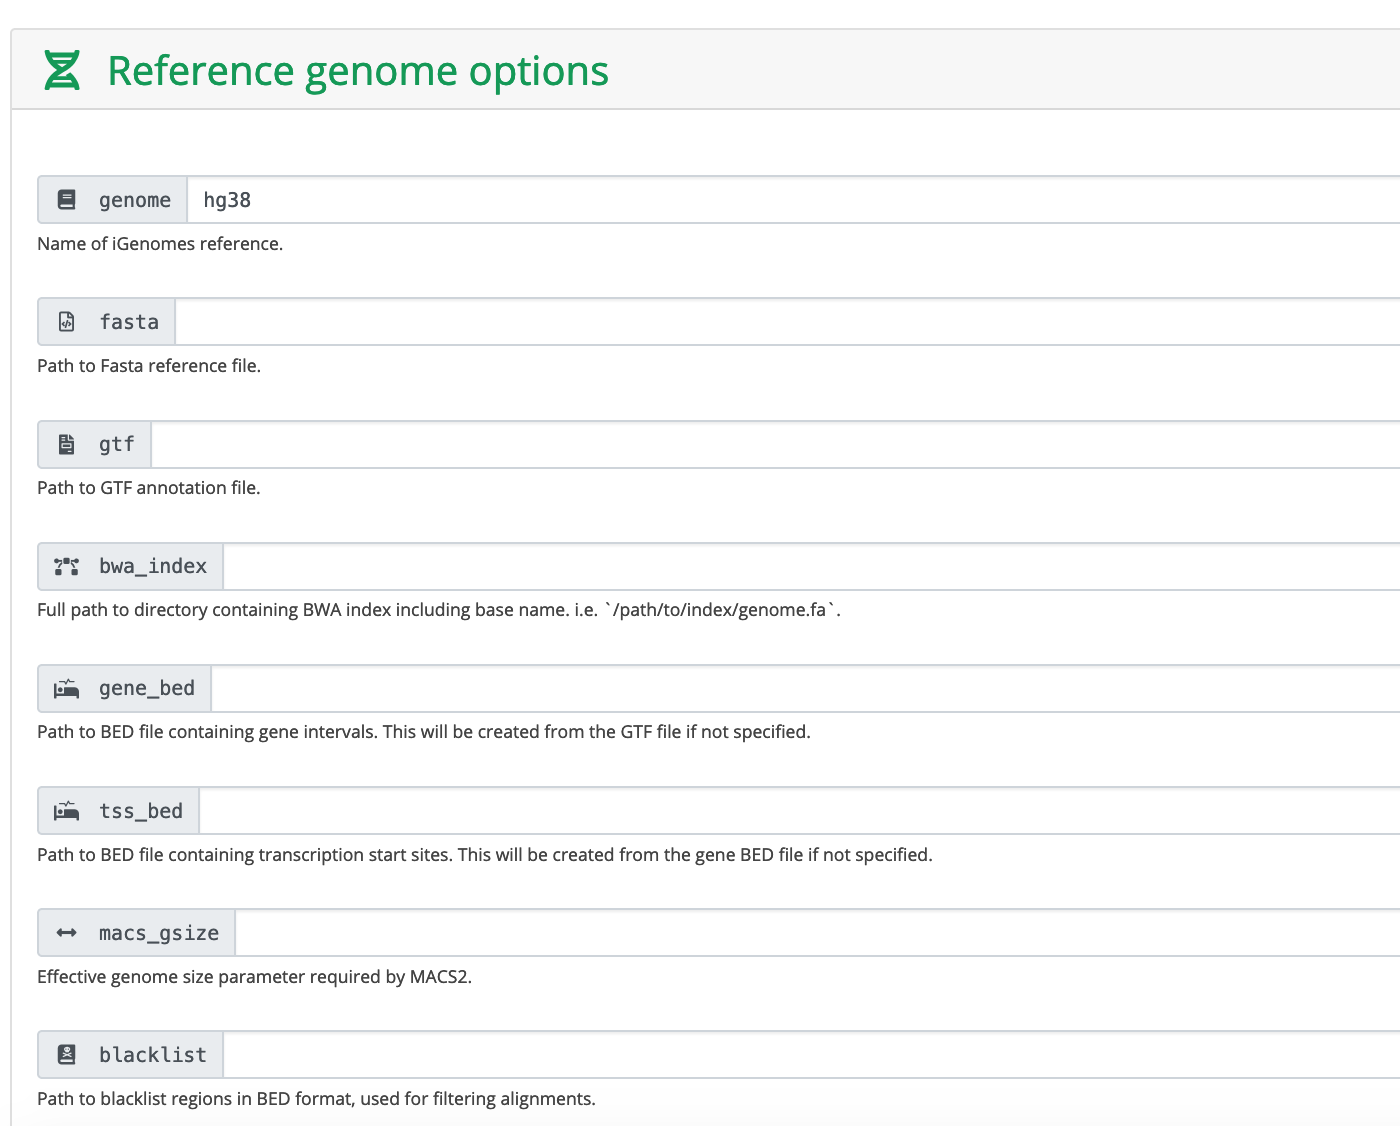 Reference genome options
genome hg38
Name of iGenomes reference.
fasta
Path to Fasta reference file.
gtf
Path to GTF annotation file.
bwa_index
Full path to directory containing BWA index including base name. i.e. `/path/to/index/genome.fa`.
gene_bed
Path to BED file containing gene intervals. This will be created from the GTF file if not specified.
tss_bed
Path to BED file containing transcription start sites. This will be created from the gene BED file if not specified.
macs_gsize
Effective genome size parameter required by MACS2.
blacklist
Path to blacklist regions in BED format, used for filtering alignments.